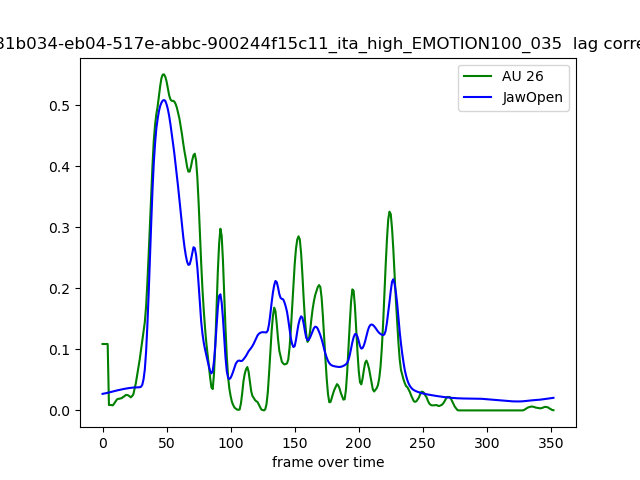 31b034-eb04-517e-abbc-900244f15c11_ita_high_EMOTION100_035 lag corre
AU 26
JawOpen
0.5
0.4
0.3
0.2
0.1
0.0
0 50 100 150 200 250 300 350
frame over time